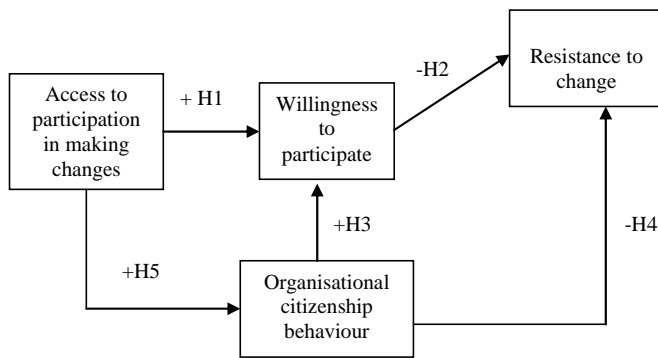 Access to
participation
in making
changes
+ H1
Willingness
to
participate
-H2
Resistance to
change
+H3
-H4
+H5
Organisational
citizenship
behaviour